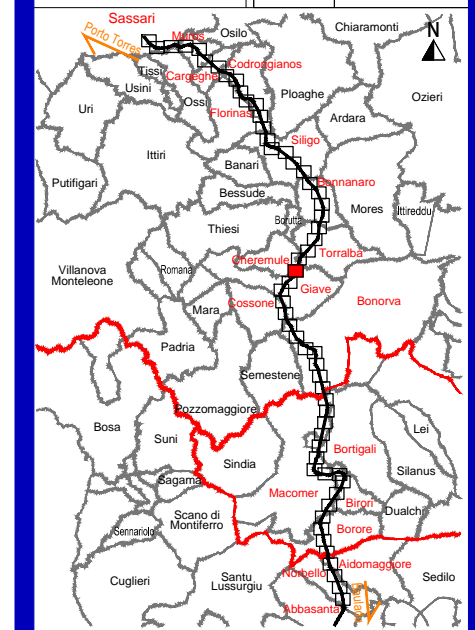 Sassari
Chiaramonti
Porto Torres
Muros
Osilo
N
Tissi
Cargeghe
Codrongianos
Usini
Ossi
Ploaghe
Ozieri
Uri
Florinas
Ardara
Ittiri
Siligo
Banari
Putifigari
Bonnanaro
Bessude
Mores
Ittireddu
Thiesi
Borutta
Cheremule
Torralba
Villanova
Monteleone
Romana
Giave
Cossone
Bonorva
Mara
Padria
Semestene
Pozzomaggiore
Bosa
Suni
Lei
Bortigali
Sindia
Silanus
Sagama
Macomer
Birori
Scano di
Montiferro
Dualchi
Sennariolo
Borore
Aidomaggiore
Norbello
Cuglieri
Santu
Lussurgiu
Sedilo
Abbasanta